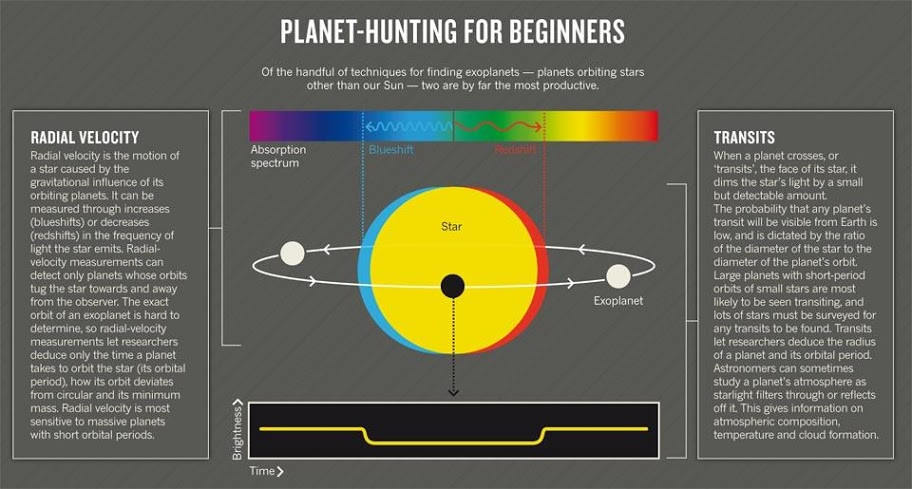 PLANET-HUNTING FOR BEGINNERS
Of the handful of techniques for finding exoplanets — planets orbiting stars
other than our Sun — two are by far the most productive.
RADIAL VELOCITY
Radial velocity is the motion of
a star caused by the
gravitational influence of its
orbiting planets. It can be
measured through increases
(blueshifts) or decreases
(redshifts) in the frequency of
light the star emits. Radial-
velocity measurements can
detect only planets whose orbits
tug the star towards and away
from the observer. The exact
orbit of an exoplanet is hard to
determine, so radial-velocity
measurements let researchers
deduce only the time a planet
takes to orbit the star (its orbital
period), how its orbit deviates
from circular and its minimum
mass. Radial velocity is most
sensitive to massive planets
with short orbital periods.
Absorption
spectrum
Blueshift
Redshift
Star
Exoplanet
Brightness
Time
TRANSITS
When a planet crosses, or
‘transits’, the face of its star, it
dims the star’s light by a small
but detectable amount.
The probability that any planet’s
transit will be visible from Earth is
low, and is dictated by the ratio
of the diameter of the star to the
diameter of the planet’s orbit.
Large planets with short-period
orbits of small stars are most
likely to be seen transiting, and
lots of stars must be surveyed for
any transits to be found. Transits
let researchers deduce the radius
of a planet and its orbital period.
Astronomers can sometimes
study a planet’s atmosphere as
starlight filters through or reflects
off it. This gives information on
atmospheric composition,
temperature and cloud formation.